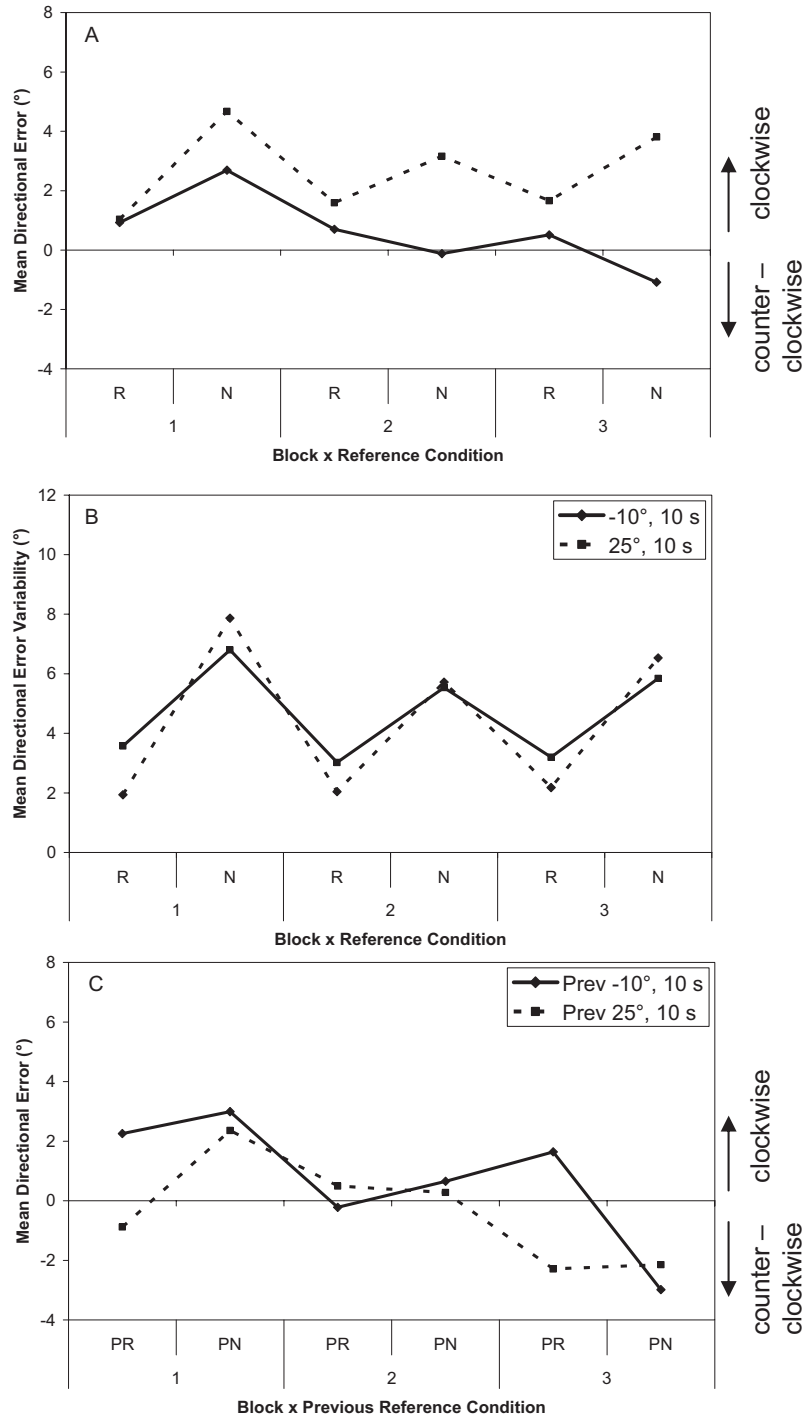 8
A
6
4
2
0
-2
-4
Mean Directional Error (°)
clockwise
counter –
clockwise
R N R N R N
1 2 3
Block x Reference Condition
12
B
10
8
6
4
2
0
Mean Directional Error Variability (°)
-10°, 10 s
25°, 10 s
R N R N R N
1 2 3
Block x Reference Condition
8
C
6
4
2
0
-2
-4
Mean Directional Error (°)
Prev -10°, 10 s
Prev 25°, 10 s
clockwise
counter –
clockwise
PR PN PR PN PR PN
1 2 3
Block x Previous Reference Condition